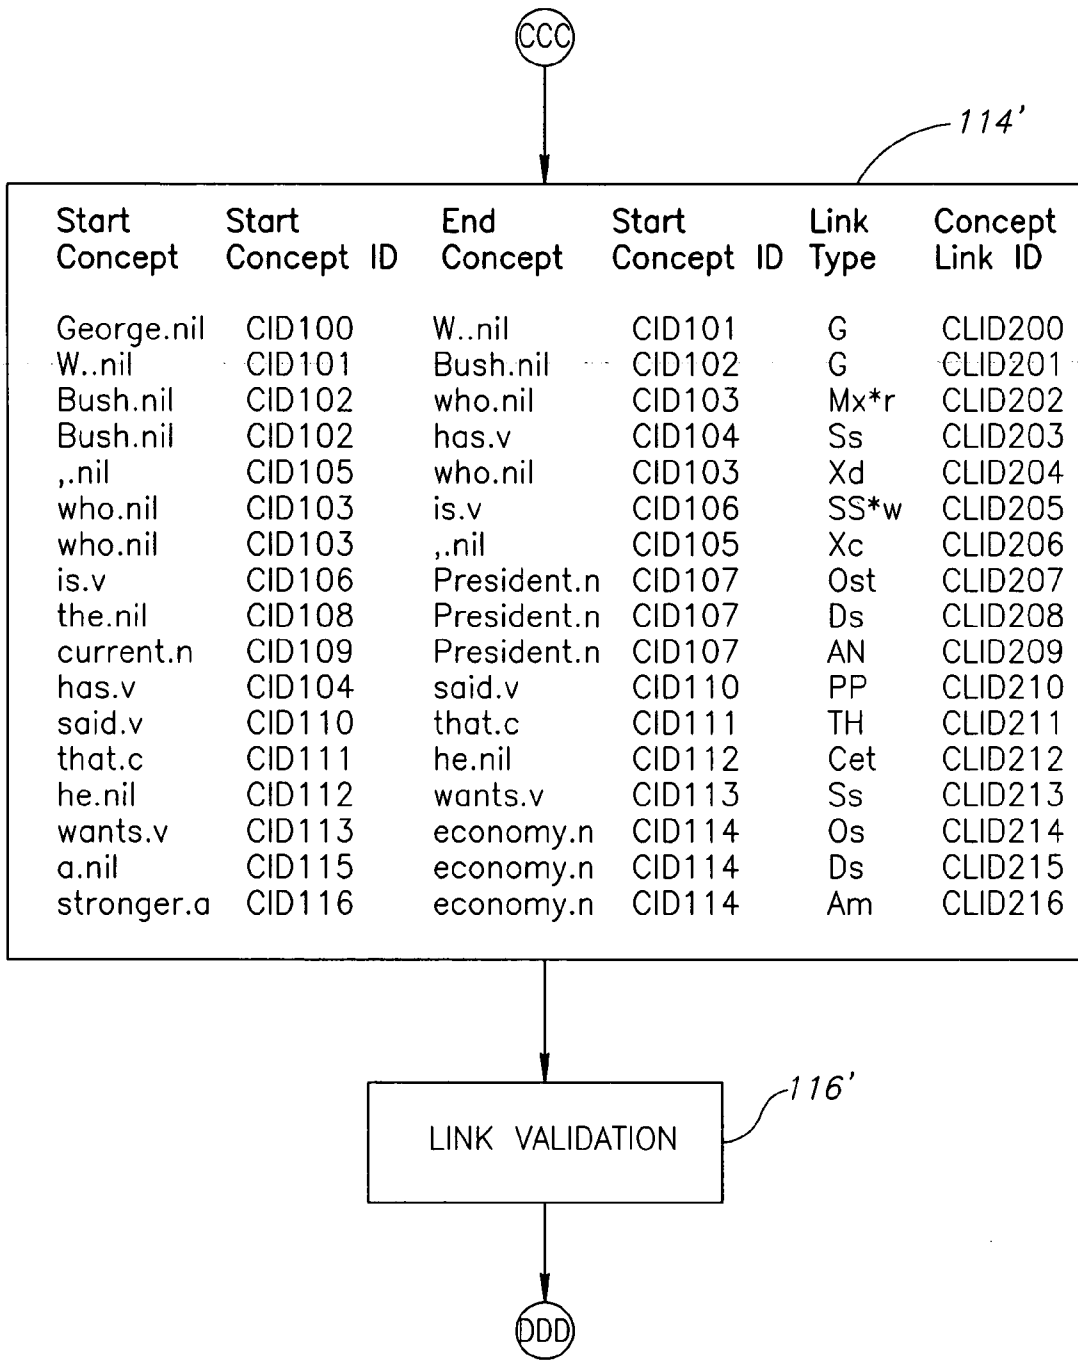 CCC
114'
Start Start End Start Link Concept
Concept Concept ID Concept Concept ID Type Link ID
George.nil CID100 W..nil CID101 G CLID200
W..nil CID101 Bush.nil CID102 G CLID201
Bush.nil CID102 who.nil CID103 Mx*r CLID202
Bush.nil CID102 has.v CID104 Ss CLID203
,.nil CID105 who.nil CID103 Xd CLID204
who.nil CID103 is.v CID106 SS*w CLID205
who.nil CID103 ,.nil CID105 Xc CLID206
is.v CID106 President.n CID107 Ost CLID207
the.nil CID108 President.n CID107 Ds CLID208
current.n CID109 President.n CID107 AN CLID209
has.v CID104 said.v CID110 PP CLID210
said.v CID110 that.c CID111 TH CLID211
that.c CID111 he.nil CID112 Cet CLID212
he.nil CID112 wants.v CID113 Ss CLID213
wants.v CID113 economy.n CID114 Os CLID214
a.nil CID115 economy.n CID114 Ds CLID215
stronger.a CID116 economy.n CID114 Am CLID216
116'
LINK VALIDATION
DDD